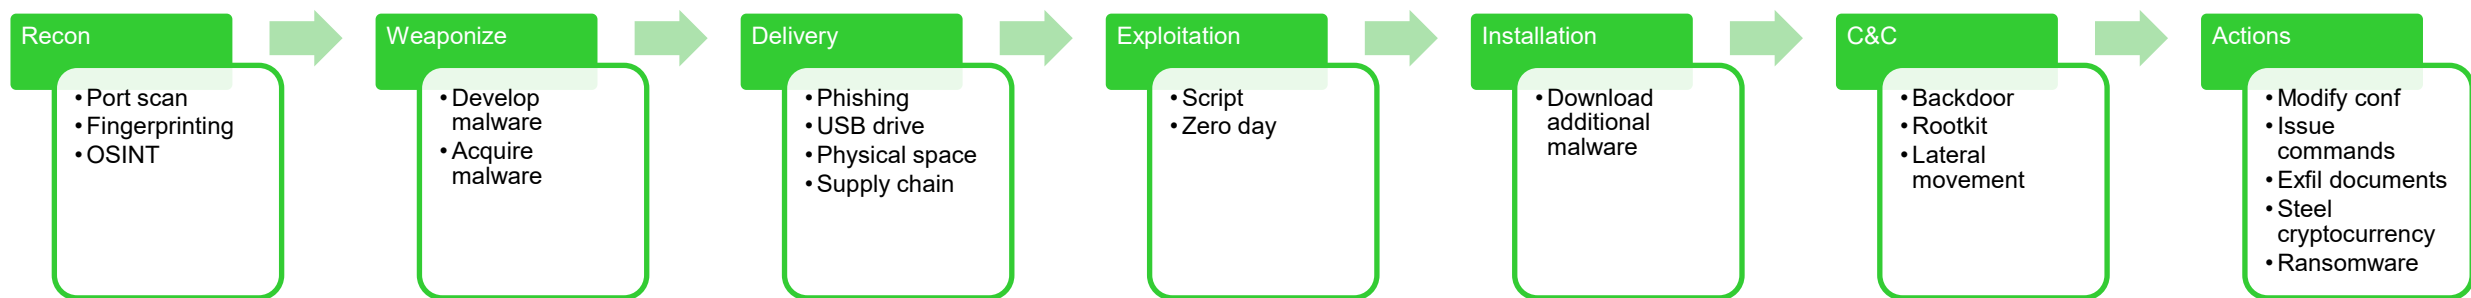 Recon
• Port scan
• Fingerprinting
• OSINT
Weaponize
• Develop
malware
• Acquire
malware
Delivery
• Phishing
• USB drive
• Physical space
• Supply chain
Exploitation
• Script
• Zero day
Installation
• Download
additional
malware
C&C
• Backdoor
• Rootkit
• Lateral
movement
Actions
• Modify conf
• Issue
commands
• Exfil documents
• Steel
cryptocurrency
• Ransomware